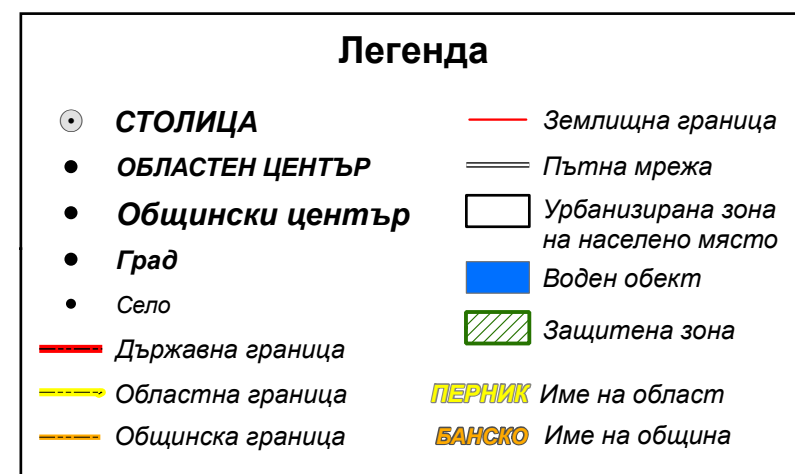 Легенда
СТОЛИЦА
ОБЛАСТЕН ЦЕНТЪР
Общински център
Град
Село
Държавна граница
Областна граница
Общинска граница
Землищна граница
Пътна мрежа
Урбанизирана зона
на населено място
Воден обект
Защитена зона
ПЕРНИК Име на област
БАНСКО Име на община